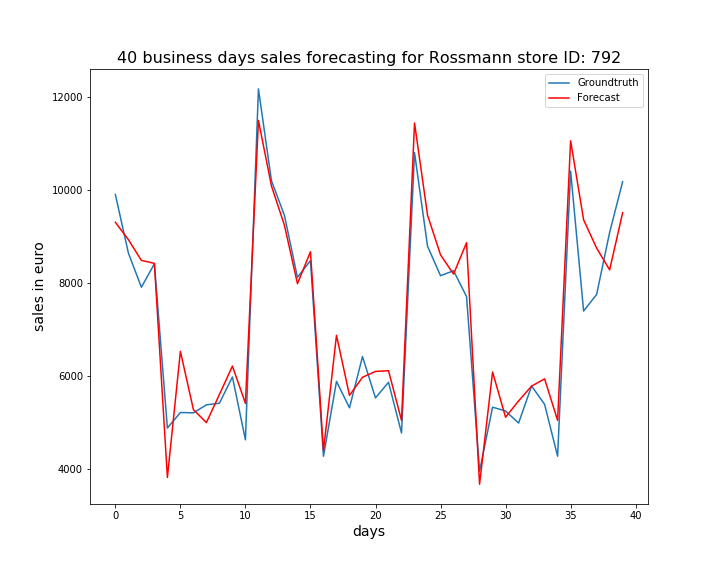 40 business days sales forecasting for Rossmann store ID: 792
Groundtruth
Forecast
12000
10000
8000
6000
4000
sales in euro
0 5 10 15 20 25 30 35 40
days